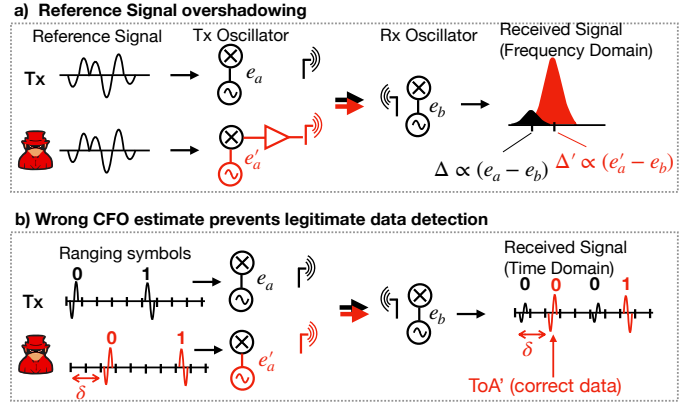 a) Reference Signal overshadowing
Reference Signal
Tx Oscillator
Rx Oscillator
Received Signal
(Frequency Domain)
Tx
e_a
e'_a
e_b
Δ ∝ (e_a − e_b)
Δ′ ∝ (e'_a − e_b)
b) Wrong CFO estimate prevents legitimate data detection
Ranging symbols
Received Signal
(Time Domain)
0 1
Tx
e_a
0 0 0 1
0 1
e'_a
e_b
δ
δ
ToA' (correct data)